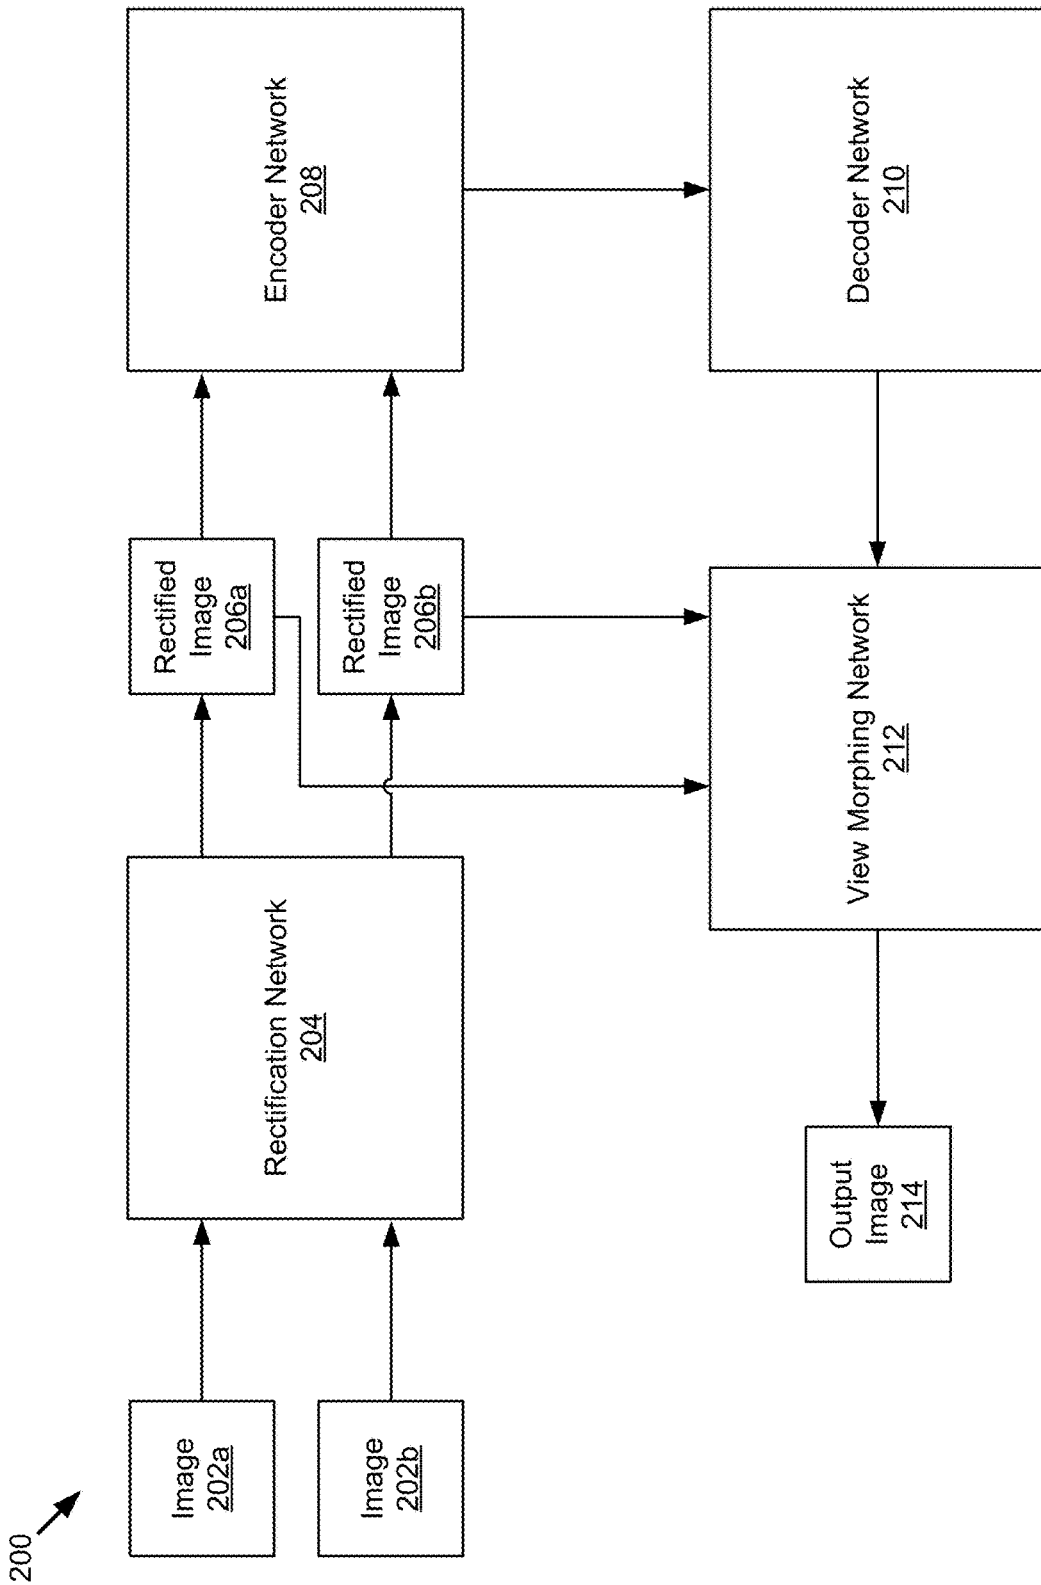 200
Image
202a
Image
202b
Rectification Network
204
Rectified
Image
206a
Rectified
Image
206b
Encoder Network
208
Decoder Network
210
View Morphing Network
212
Output
Image
214